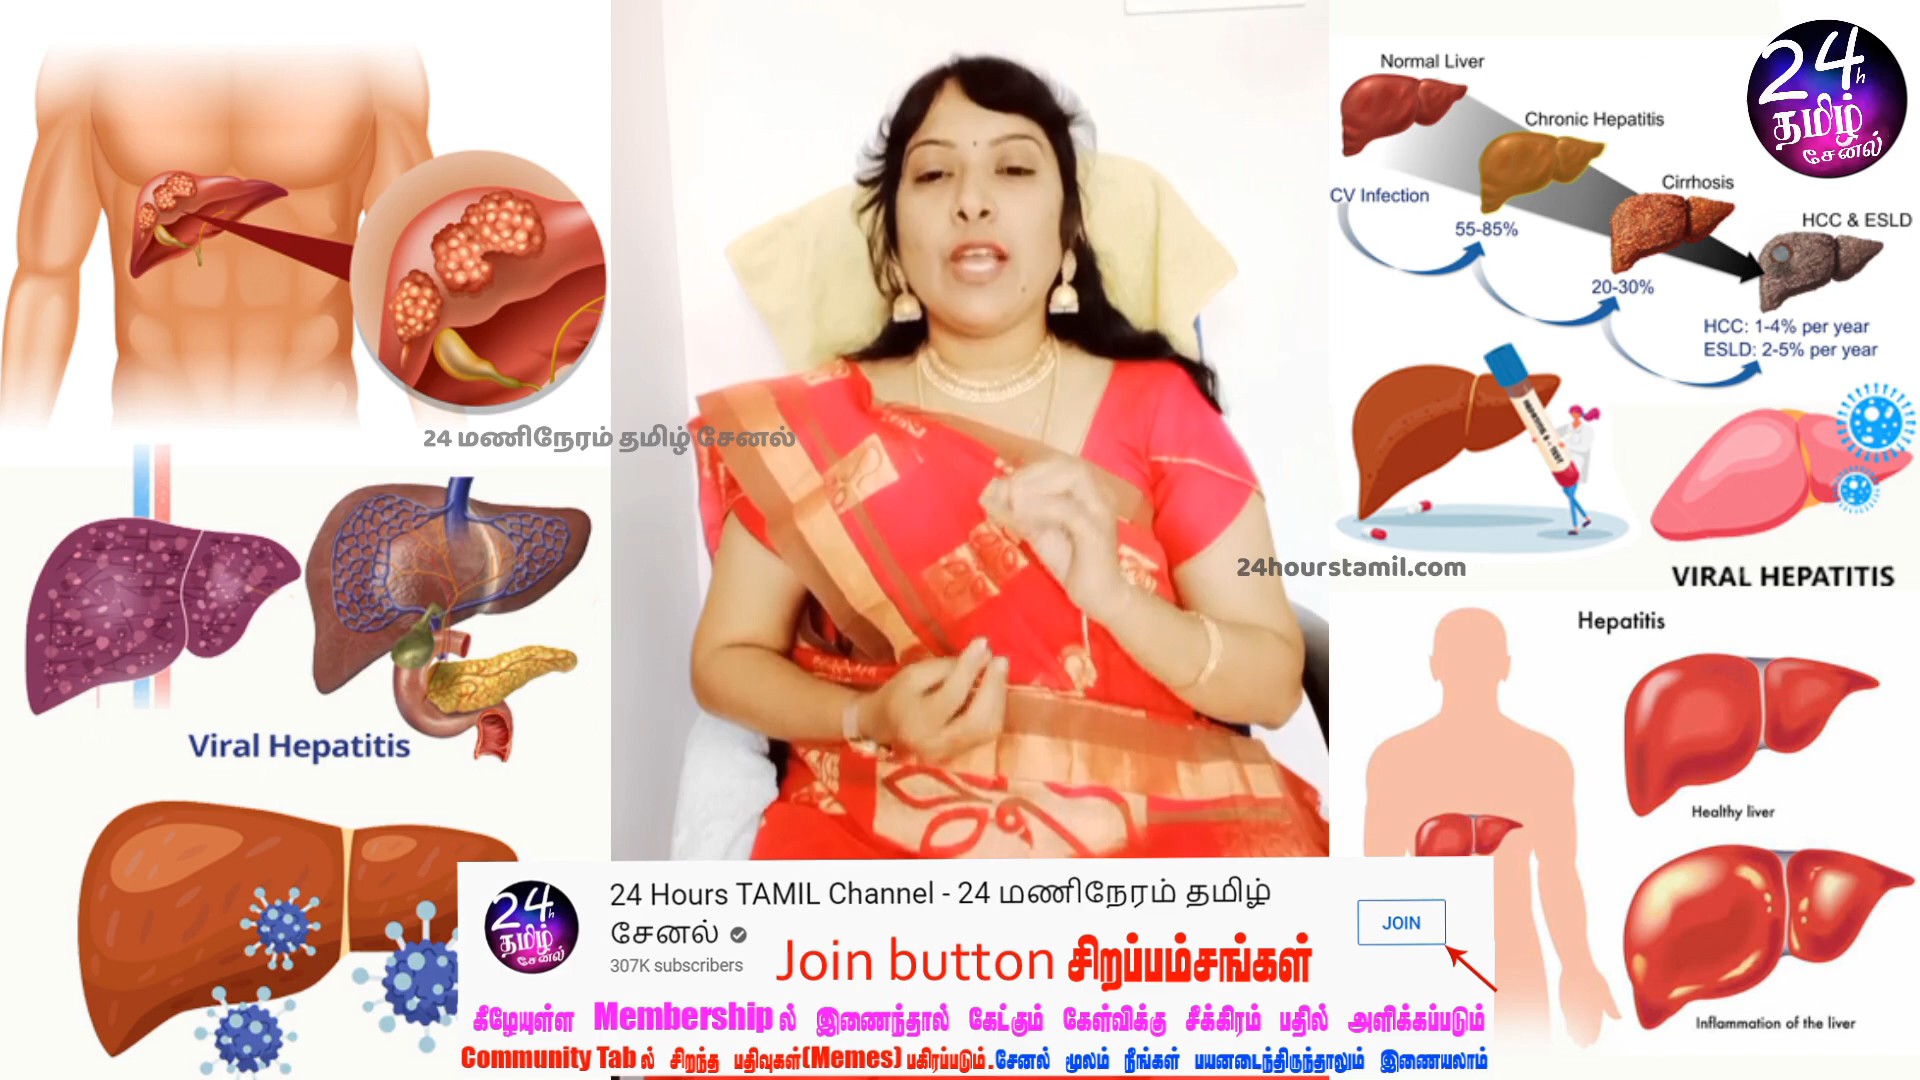 Normal Liver
Chronic Hepatitis
Cirrhosis
HCC & ESLD
CV Infection
55-85%
20-30%
HCC: 1-4% per year
ESLD: 2-5% per year
24h
தமிழ்
சேனல்
24 மணிநேரம் தமிழ் சேனல்
24hourstamil.com
VIRAL HEPATITIS
Viral Hepatitis
Hepatitis
Healthy liver
Inflammation of the liver
24h
தமிழ்
சேனல்
24 Hours TAMIL Channel - 24 மணிநேரம் தமிழ்
சேனல்
307K subscribers
JOIN
Join button சிறப்பம்சங்கள்
கீழேயுள்ள Membership ல் இணைந்தால் கேட்கும் கேள்விக்கு சீக்கிரம் பதில் அளிக்கப்படும்
Community Tab ல் சிறந்த பதிவுகள்(Memes) பகிரப்படும்.சேனல் மூலம் நீங்கள் பயனடைந்திருந்தாலும் இணையலாம்